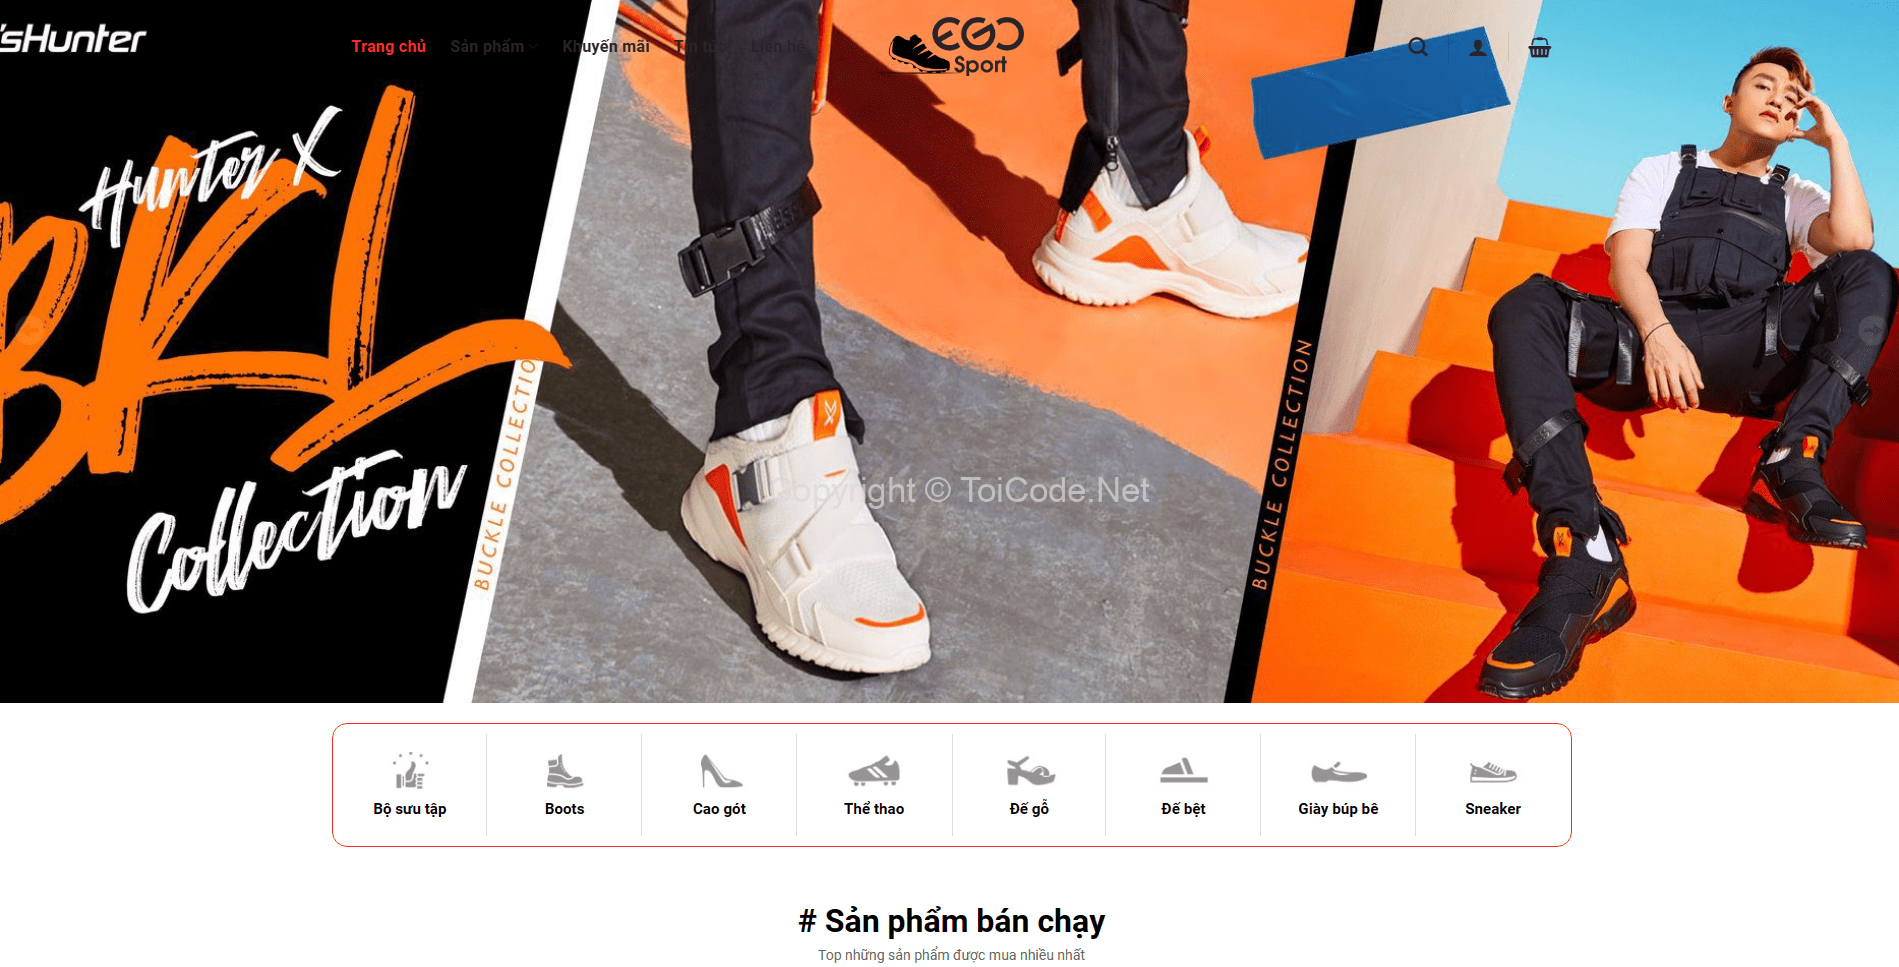 'sHunter
Trang chủ
Sản phẩm
Khuyến mãi
Tin tức
Liên hệ
EGO
Sport
Hunter X
BKL
Collection
BUCKLE COLLECTION
BUCKLE COLLECTION
Copyright © ToiCode.Net
Bộ sưu tập
Boots
Cao gót
Thể thao
Đế gỗ
Đế bệt
Giày búp bê
Sneaker
# Sản phẩm bán chạy
Top những sản phẩm được mua nhiều nhất